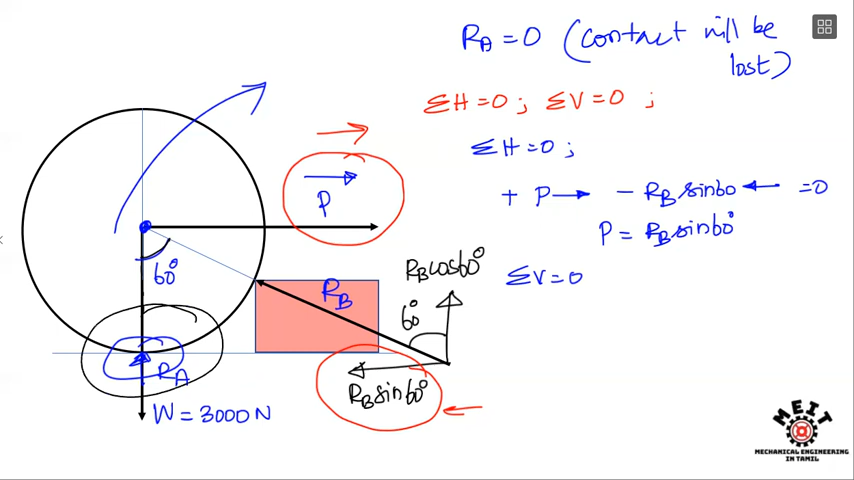 RA = 0 (contact will be
lost)
ΣH = 0 ; ΣV = 0 ;
ΣH = 0 ;
+ P → − RB sin60 ← = 0
P = RB sin60°
ΣV = 0
P
60°
RB
RB cos60°
60°
RB sin60°
RA
W = 3000 N
MEIT
MECHANICAL ENGINEERING
IN TAMIL